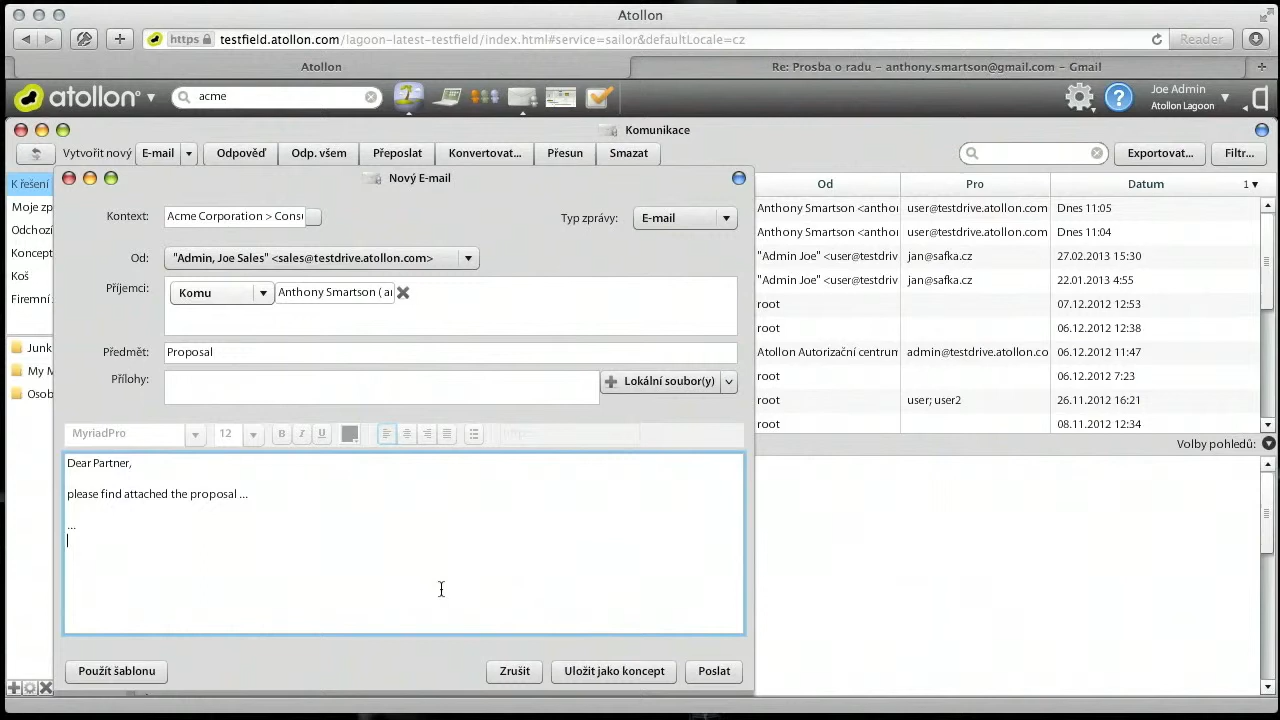 Atollon
https testfield.atollon.com/lagoon-latest-testfield/index.html#service=sailor&defaultLocale=cz
Reader
Atollon
Re: Prosba o radu – anthony.smartson@gmail.com – Gmail
atollon
acme
Joe Admin
Atollon Lagoon
Komunikace
Vytvořit nový
E-mail
Odpověď
Odp. všem
Přeposlat
Konvertovat...
Přesun
Smazat
Exportovat...
Filtr...
K řešení
Moje zp
Odchozí
Koncept
Koš
Firemní
Junk
My M
Osob
Nový E-mail
Kontext:
Acme Corporation > Consu
Typ zprávy:
E-mail
Od:
"Admin, Joe Sales" <sales@testdrive.atollon.com>
Příjemci:
Komu
Anthony Smartson ( a
Předmět:
Proposal
Přílohy:
Lokální soubor(y)
MyriadPro
12
B I U
Dear Partner,
please find attached the proposal ...
...
Použít šablonu
Zrušit
Uložit jako koncept
Poslat
Od Pro Datum 1
Anthony Smartson <antho user@testdrive.atollon.com Dnes 11:05
Anthony Smartson <antho user@testdrive.atollon.com Dnes 11:04
"Admin Joe" <user@testdriv jan@safka.cz 27.02.2013 15:30
"Admin Joe" <user@testdriv jan@safka.cz 22.01.2013 4:55
root 07.12.2012 12:53
root 06.12.2012 12:38
Atollon Autorizační centrun admin@testdrive.atollon.co 06.12.2012 11:47
root 06.12.2012 7:23
root user; user2 26.11.2012 16:21
root 08.11.2012 12:34
Volby pohledů: